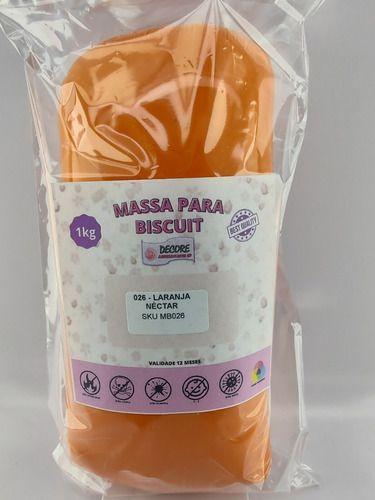 1kg
MASSA PARA
BISCUIT
BEST QUALITY
DECORE
026 - LARANJA
NÉCTAR
SKU MB026
VALIDADE 12 MESES